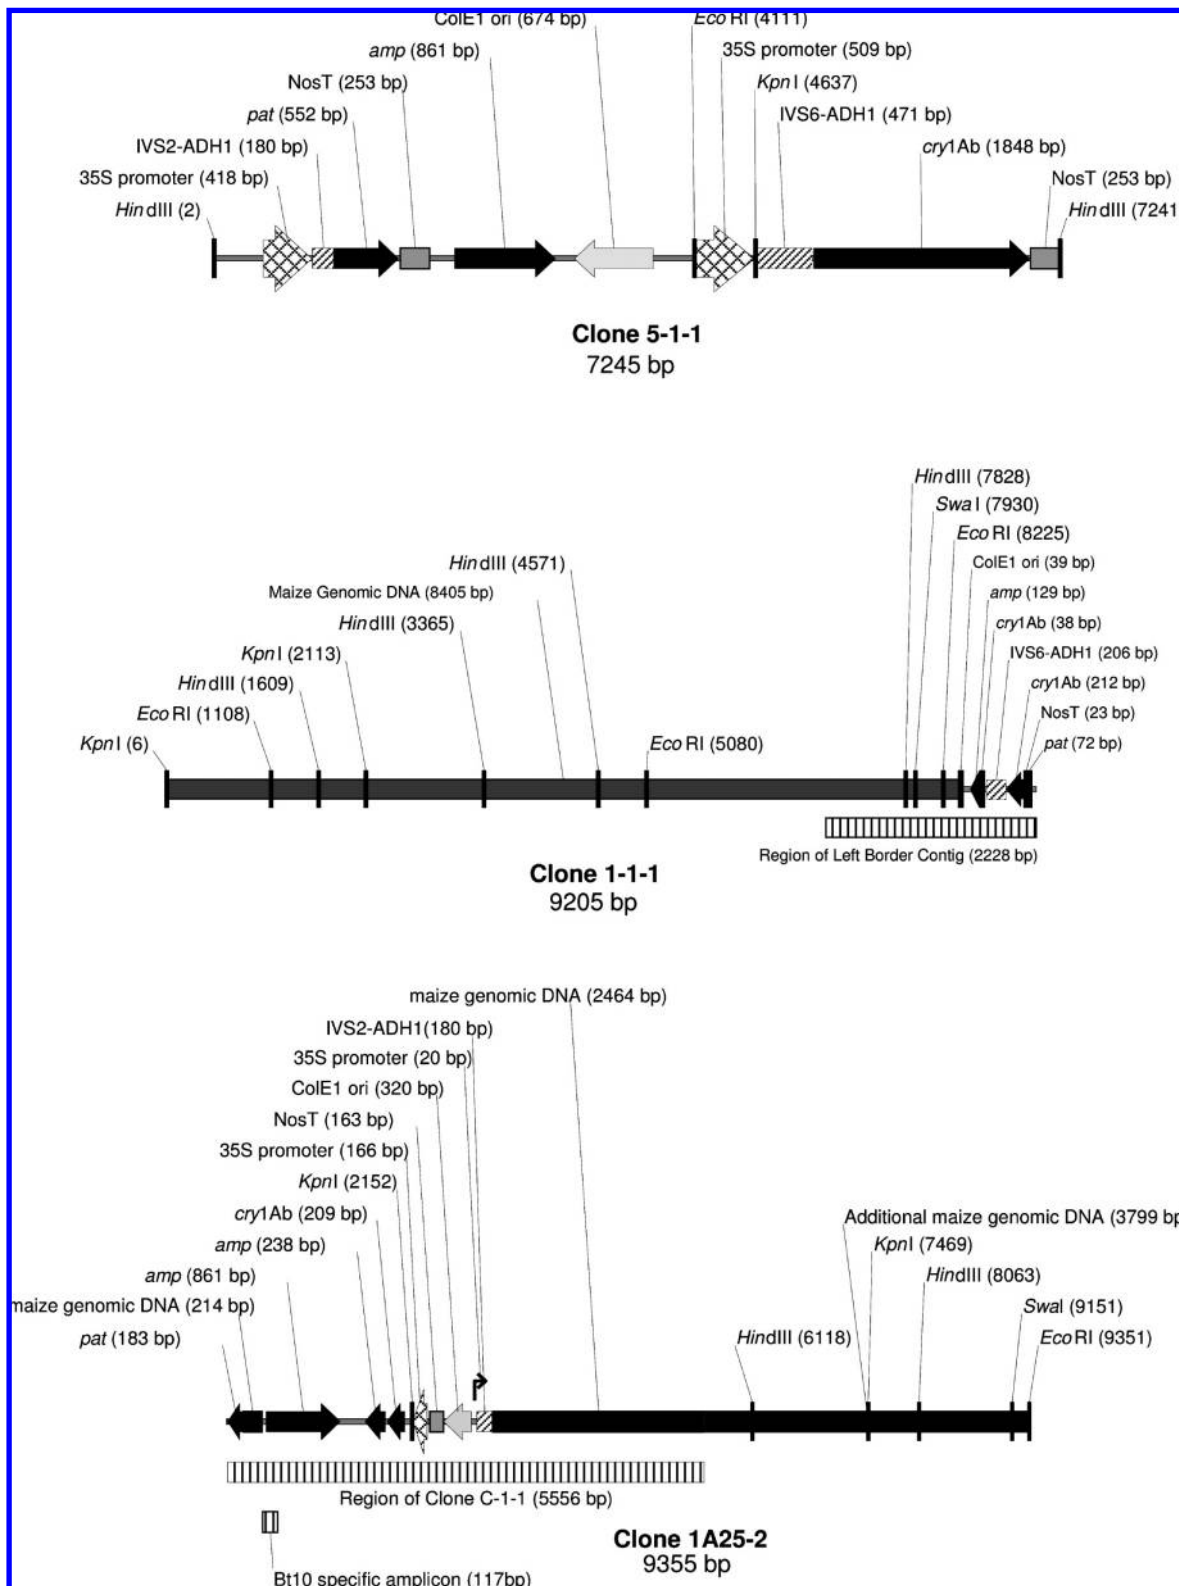 ColE1 ori (674 bp)
EcoRI (4111)
amp (861 bp)
35S promoter (509 bp)
NosT (253 bp)
KpnI (4637)
pat (552 bp)
IVS6-ADH1 (471 bp)
IVS2-ADH1 (180 bp)
cry1Ab (1848 bp)
35S promoter (418 bp)
NosT (253 bp)
HindIII (2)
HindIII (7241
Clone 5-1-1
7245 bp
HindIII (7828)
SwaI (7930)
EcoRI (8225)
HindIII (4571)
ColE1 ori (39 bp)
Maize Genomic DNA (8405 bp)
amp (129 bp)
HindIII (3365)
cry1Ab (38 bp)
KpnI (2113)
IVS6-ADH1 (206 bp)
HindIII (1609)
cry1Ab (212 bp)
EcoRI (1108)
NosT (23 bp)
KpnI (6)
EcoRI (5080)
pat (72 bp)
Region of Left Border Contig (2228 bp)
Clone 1-1-1
9205 bp
maize genomic DNA (2464 bp)
IVS2-ADH1(180 bp)
35S promoter (20 bp)
ColE1 ori (320 bp)
NosT (163 bp)
35S promoter (166 bp)
KpnI (2152)
cry1Ab (209 bp)
Additional maize genomic DNA (3799 bp
amp (238 bp)
KpnI (7469)
amp (861 bp)
HindIII (8063)
maize genomic DNA (214 bp)
SwaI (9151)
pat (183 bp)
HindIII (6118)
EcoRI (9351)
Region of Clone C-1-1 (5556 bp)
Clone 1A25-2
9355 bp
Bt10 specific amplicon (117bp)